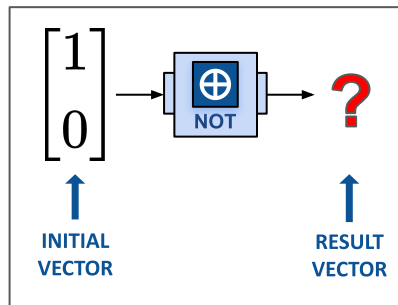 1
0
NOT
?
INITIAL
VECTOR
RESULT
VECTOR